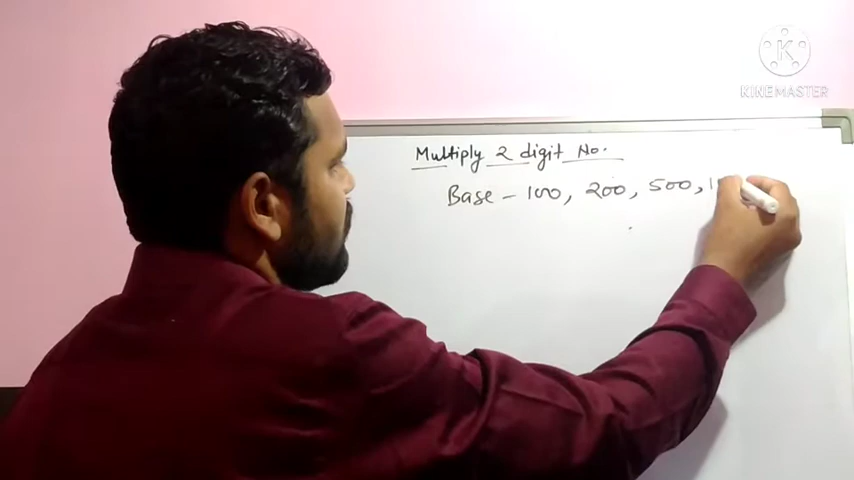 KINEMASTER
Multiply 2 digit No.
Base - 100, 200, 500,